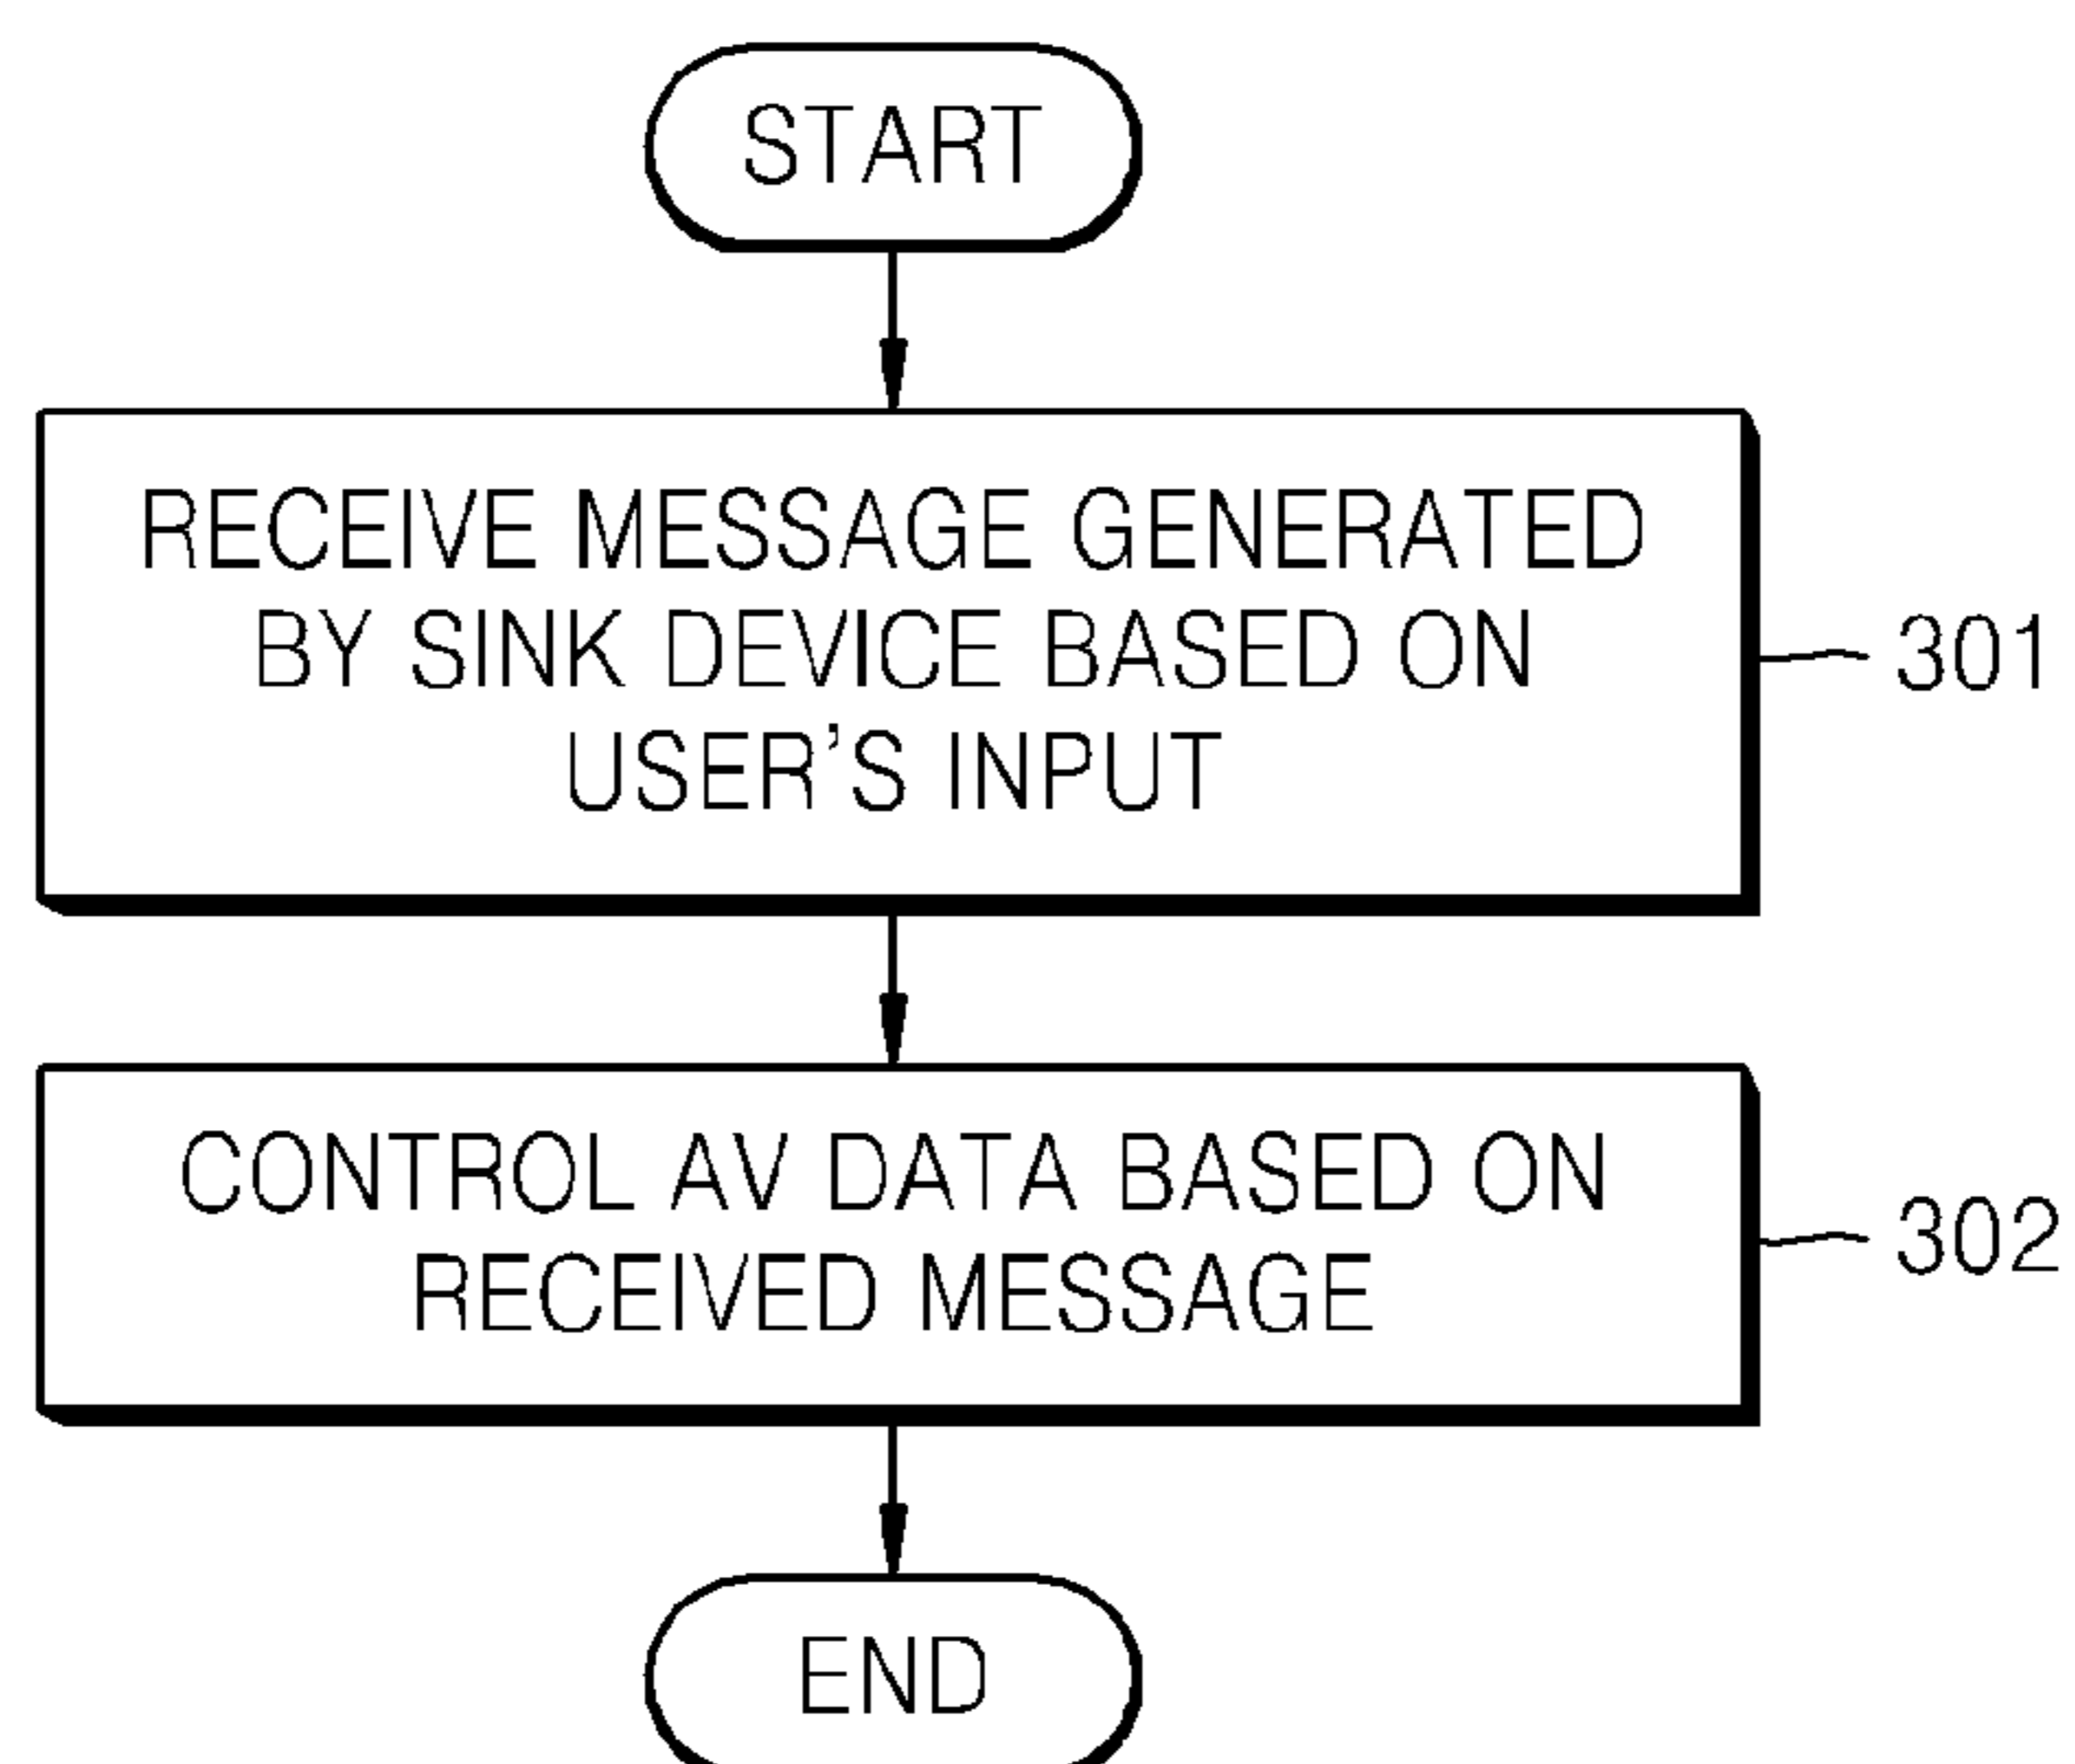 START
RECEIVE MESSAGE GENERATED
BY SINK DEVICE BASED ON
USER'S INPUT
301
CONTROL AV DATA BASED ON
RECEIVED MESSAGE
302
END